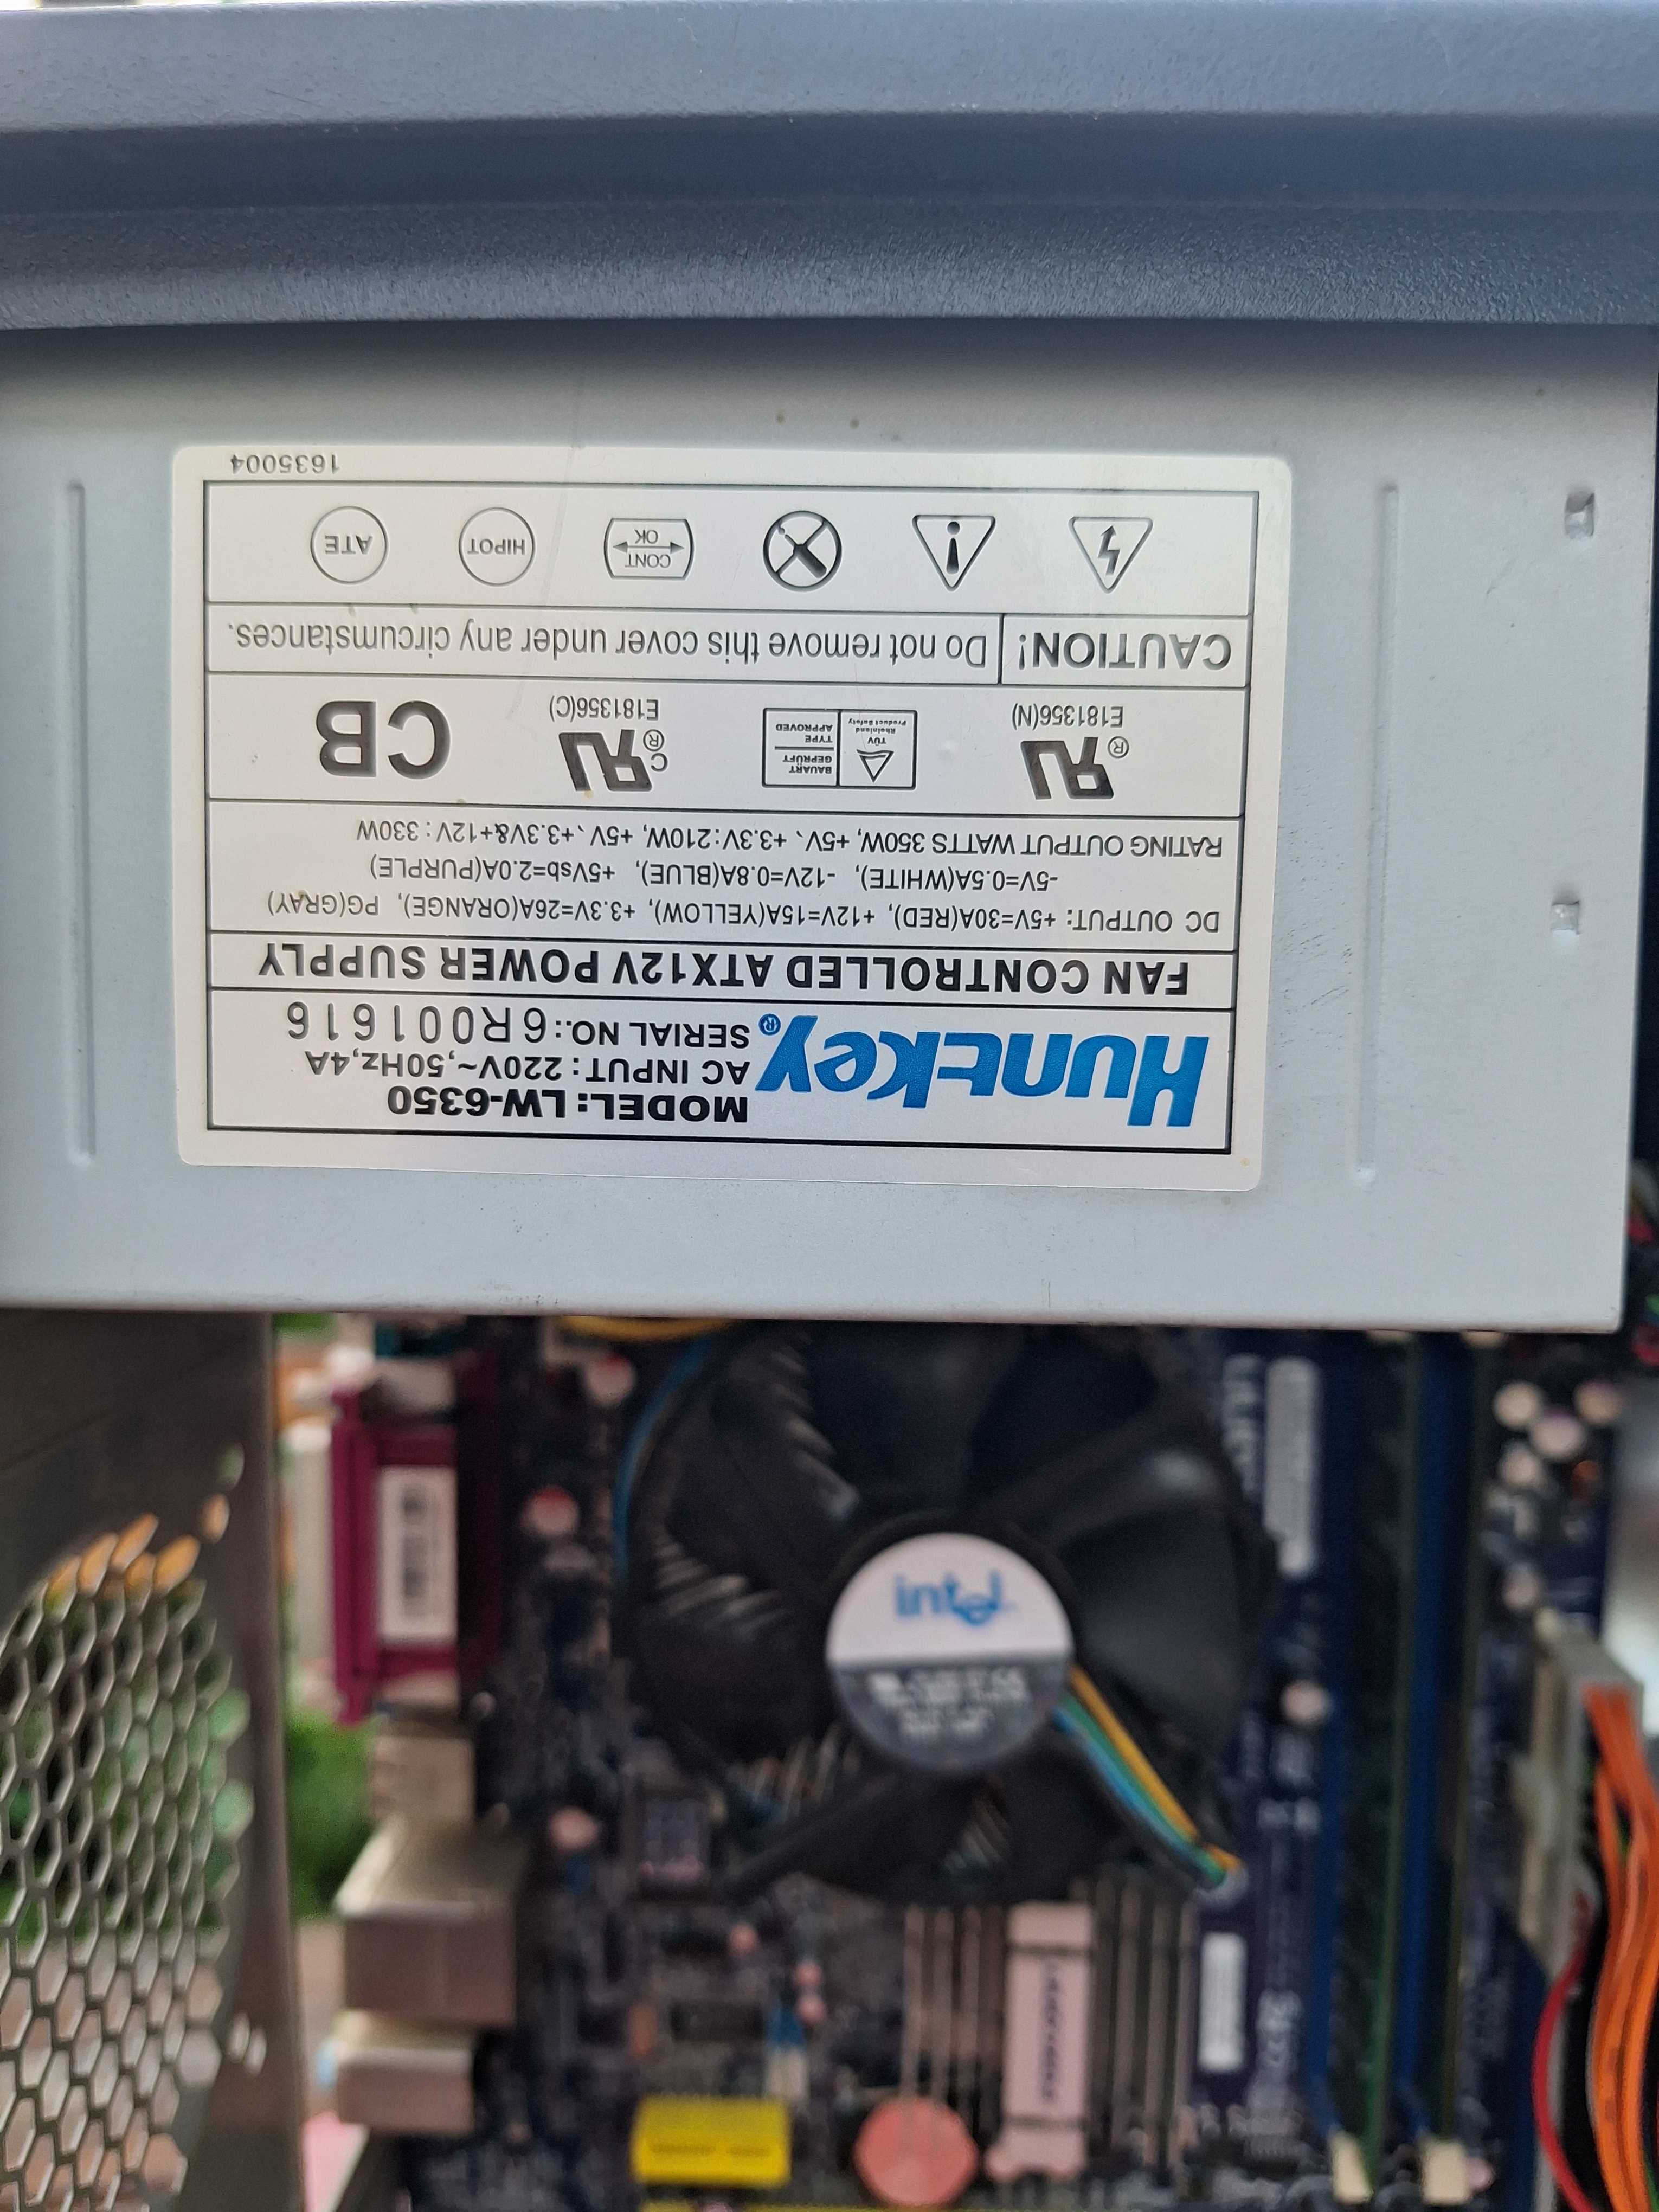 Huntkey®
MODEL: LW-6350
AC INPUT: 220V~,50Hz,4A
SERIAL NO.: 6R001616
FAN CONTROLLED ATX12V POWER SUPPLY
DC OUTPUT: +5V=30A(RED), +12V=15A(YELLOW), +3.3V=26A(ORANGE), PG(GRAY)
-5V=0.5A(WHITE), -12V=0.8A(BLUE), +5Vsb=2.0A(PURPLE)
RATING OUTPUT WATTS 350W, +5V、+3.3V:210W, +5V、+3.3V&+12V: 330W
E181356(N)
TÜV
Rheinland
Product Safety
BAUART
GEPRÜFT
TYPE
APPROVED
E181356(C)
CB
CAUTION!
Do not remove this cover under any circumstances.
CONT
OK
HIPOT
ATE
1635004
intel